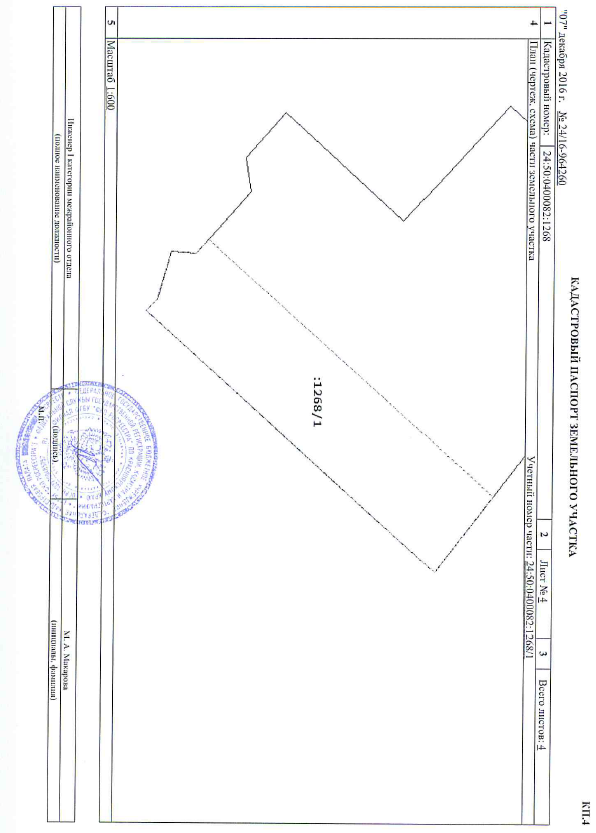 КП.4
КАДАСТРОВЫЙ ПАСПОРТ ЗЕМЕЛЬНОГО УЧАСТКА
"07" декабря 2016 г. № 24/16-964260
1 Кадастровый номер: 24:50:0400082:1268 2 Лист № 4 3 Всего листов: 4
4 План (чертеж, схема) части земельного участка Учетный номер части: 24:50:0400082:1268/1
:1268/1
5 Масштаб 1:600
Инженер I категории межрайонного отдела М. А. Макарова
(полное наименование должности) (подпись) (инициалы, фамилия)
М.П.